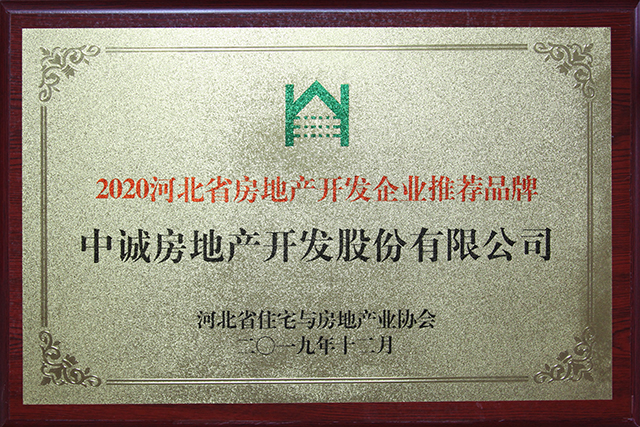 2020河北省房地产开发企业推荐品牌
中诚房地产开发股份有限公司
河北省住宅与房地产业协会
二〇一九年十二月